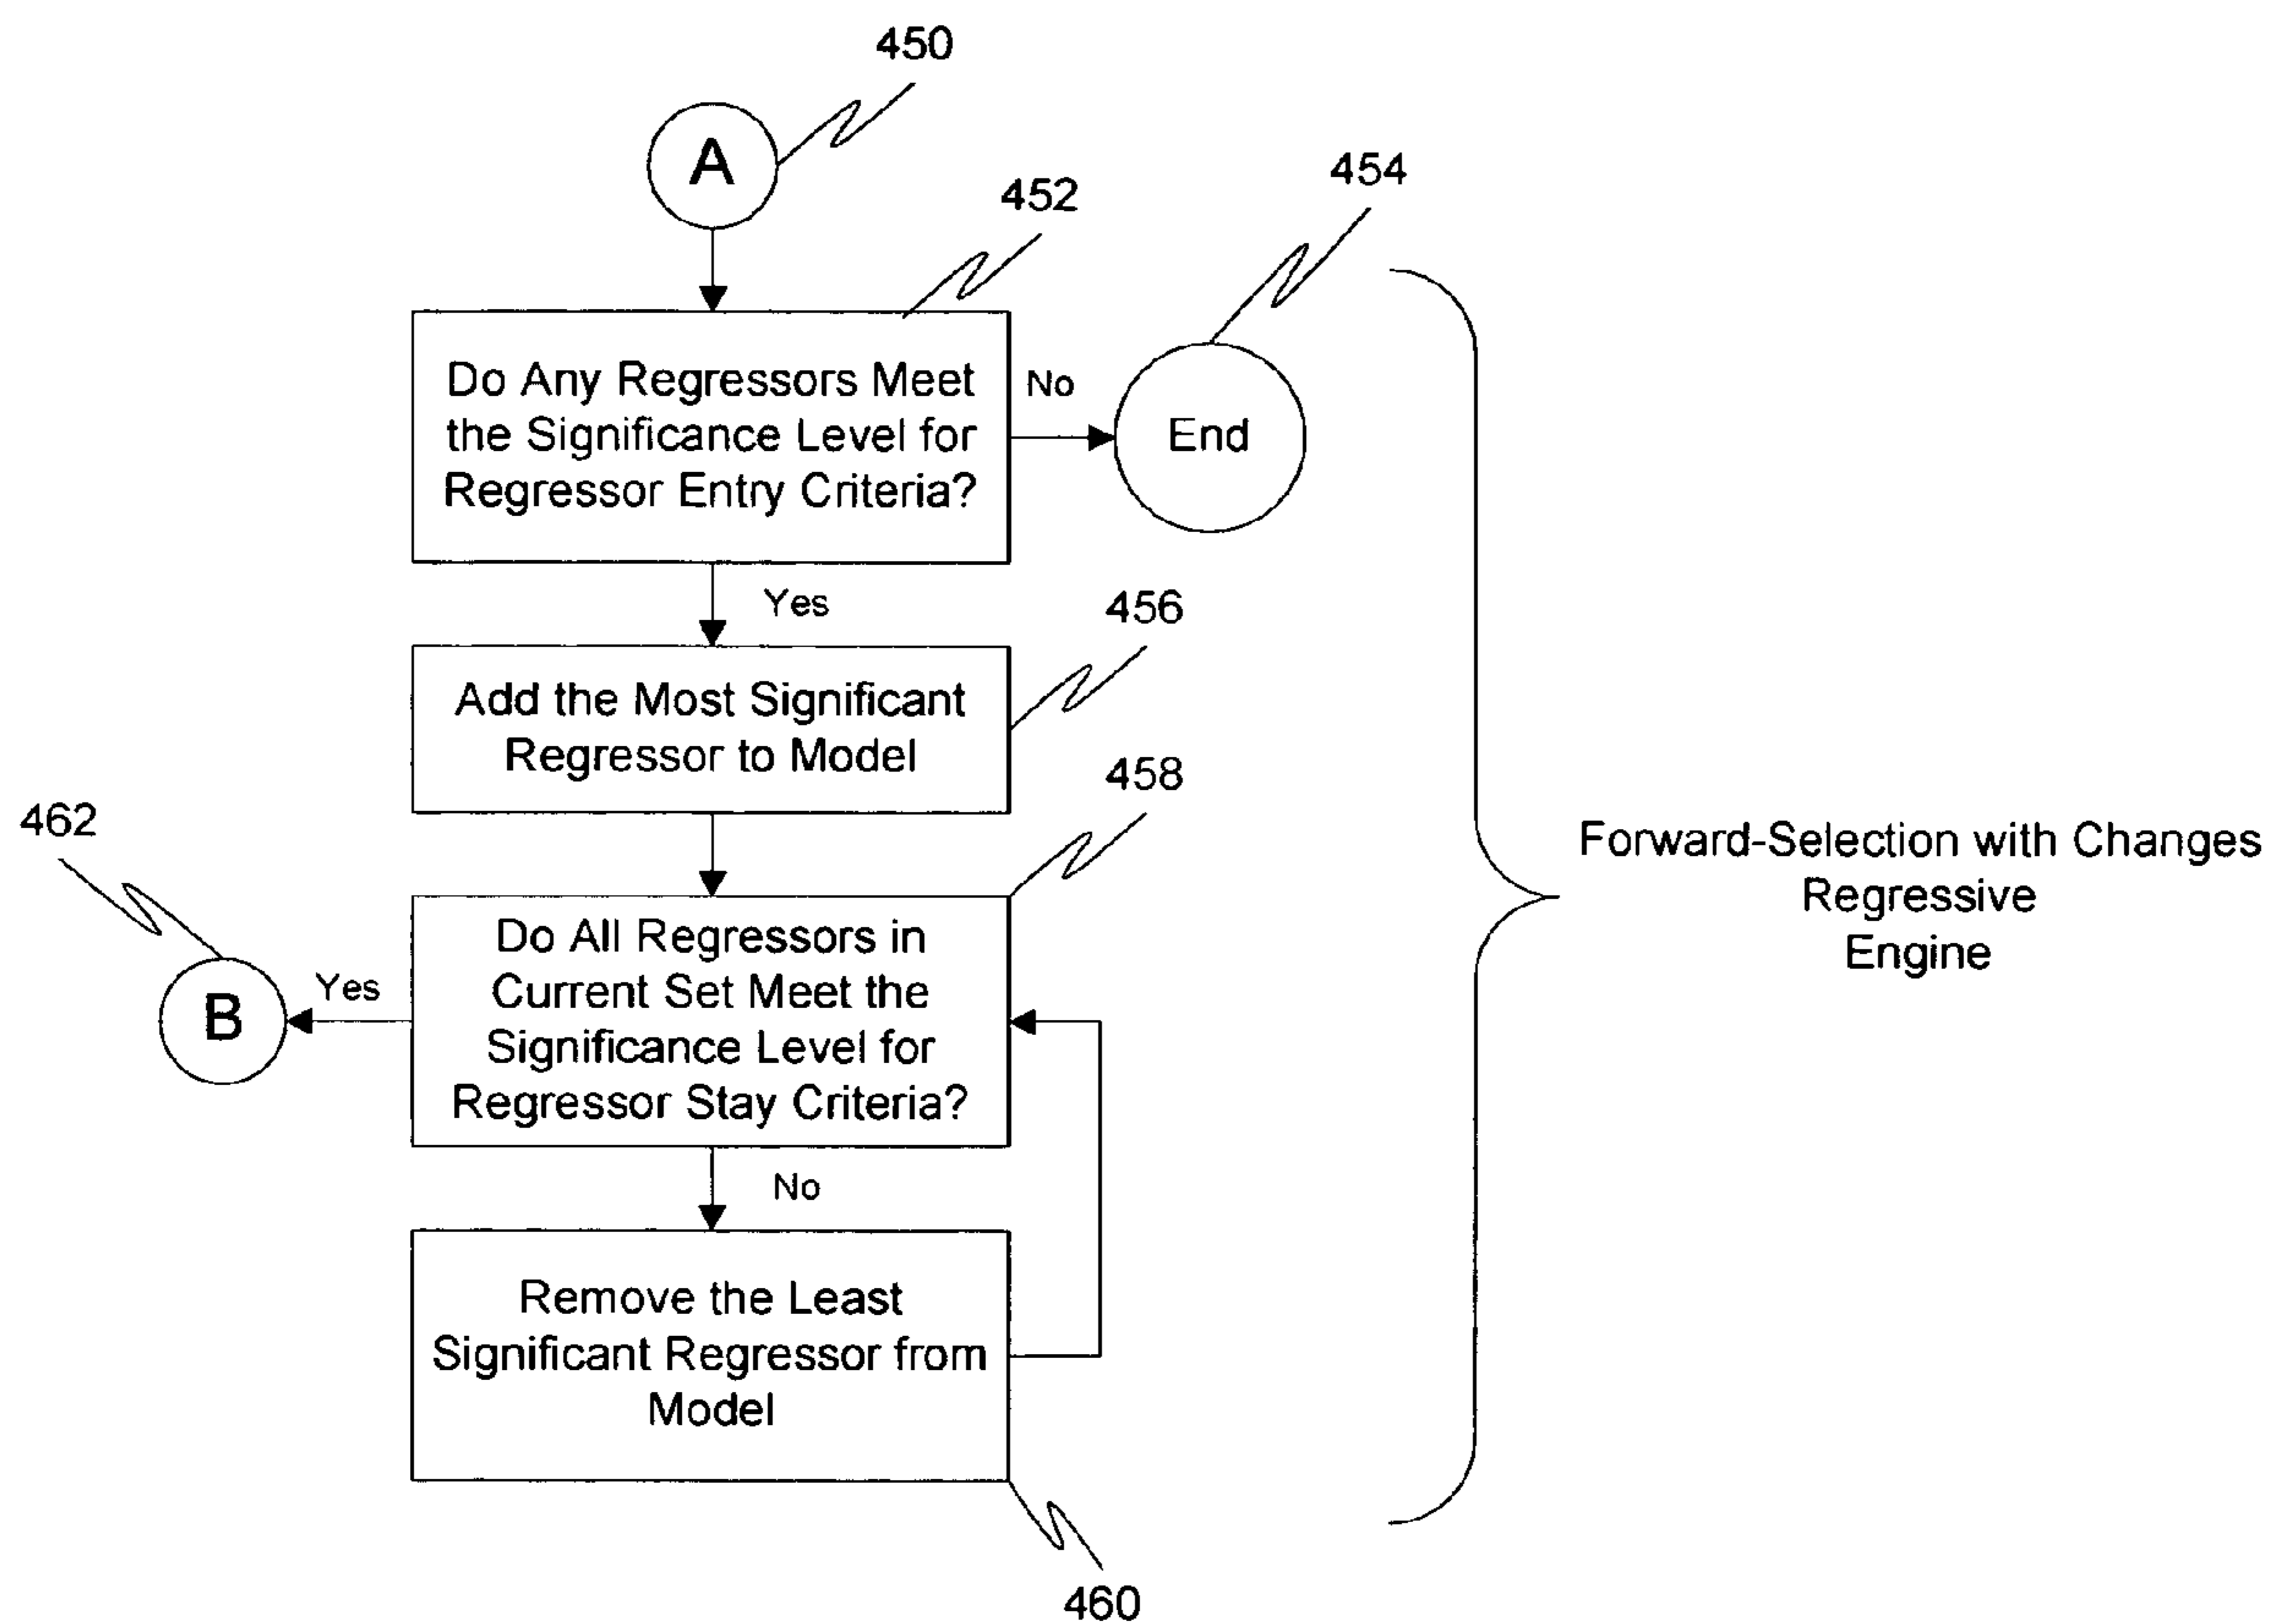 450
A
454
452
Do Any Regressors Meet
the Significance Level for
Regressor Entry Criteria?
No
End
Yes
456
Add the Most Significant
Regressor to Model
458
462
Forward-Selection with Changes
Regressive
Engine
Do All Regressors in
Current Set Meet the
Significance Level for
Regressor Stay Criteria?
Yes
B
No
Remove the Least
Significant Regressor from
Model
460